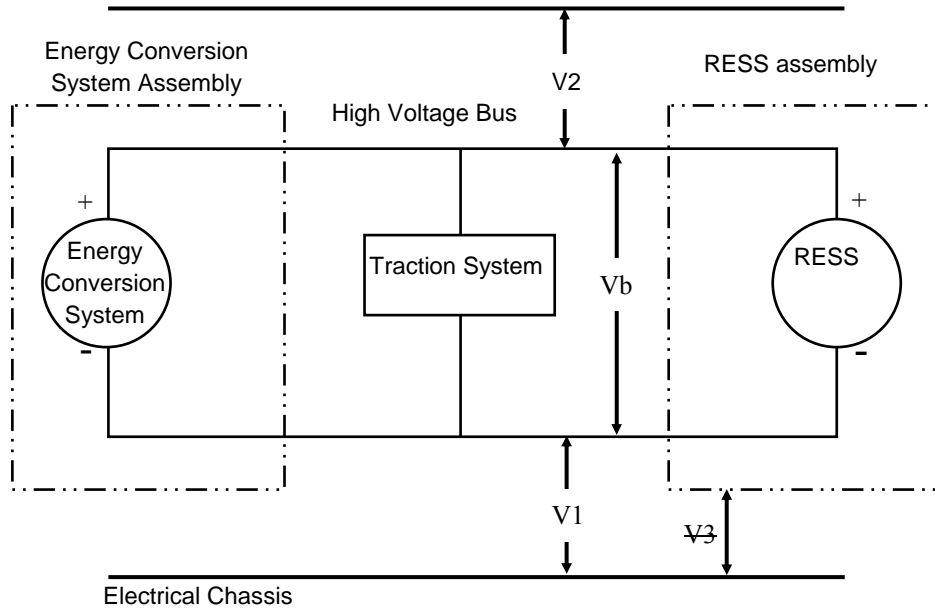 Energy Conversion
System Assembly
V2
RESS assembly
High Voltage Bus
+
+
Energy
Conversion
System
Traction System
Vb
RESS
-
-
V1
V3
Electrical Chassis